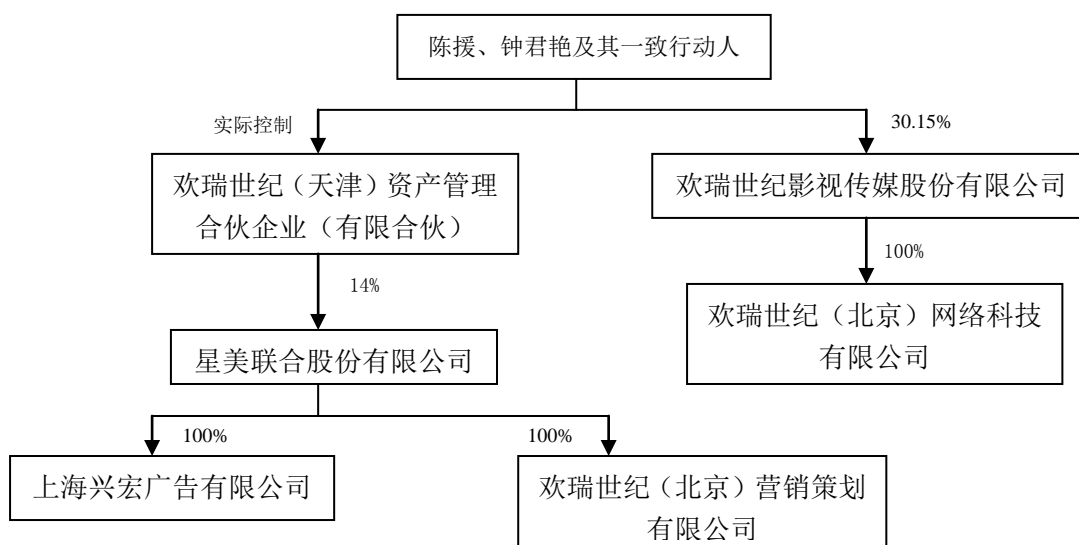 陈援、钟君艳及其一致行动人
实际控制
30.15%
欢瑞世纪（天津）资产管理
合伙企业（有限合伙）
欢瑞世纪影视传媒股份有限公司
14%
100%
星美联合股份有限公司
欢瑞世纪（北京）网络科技
有限公司
100%
100%
上海兴宏广告有限公司
欢瑞世纪（北京）营销策划
有限公司